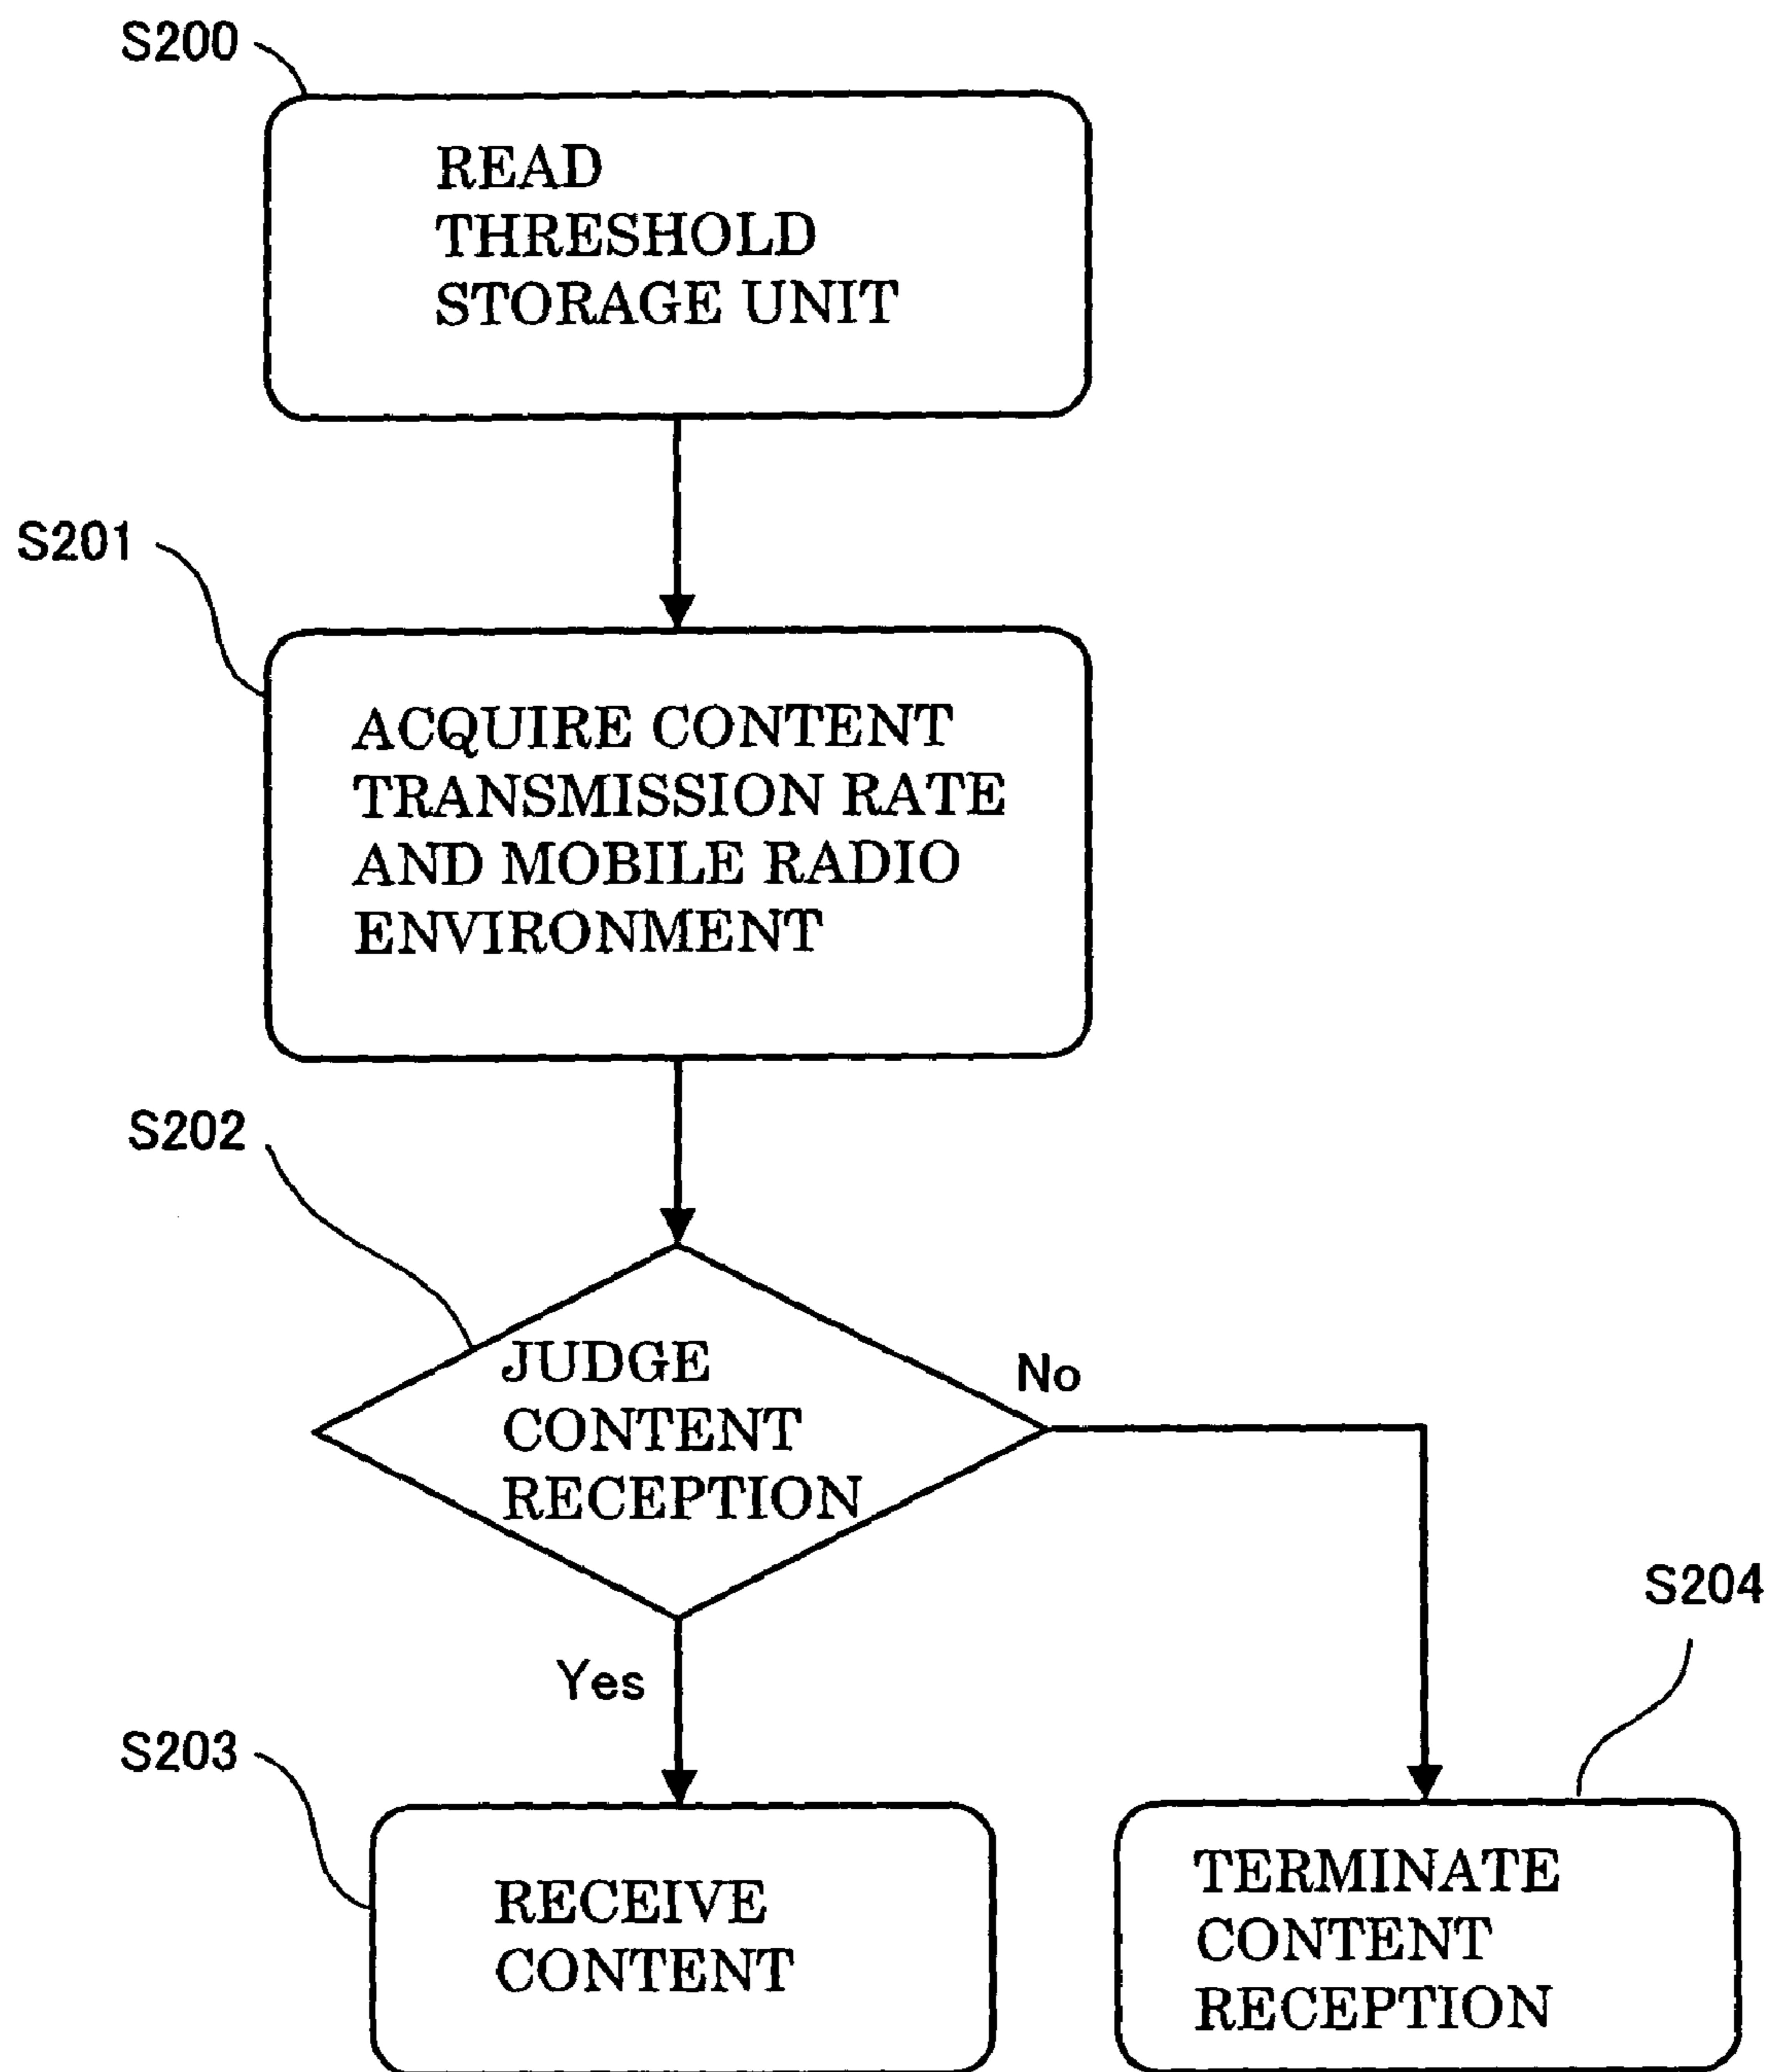 S200
READ
THRESHOLD
STORAGE UNIT
S201
ACQUIRE CONTENT
TRANSMISSION RATE
AND MOBILE RADIO
ENVIRONMENT
S202
JUDGE
CONTENT
RECEPTION
No
Yes
S203
RECEIVE
CONTENT
S204
TERMINATE
CONTENT
RECEPTION